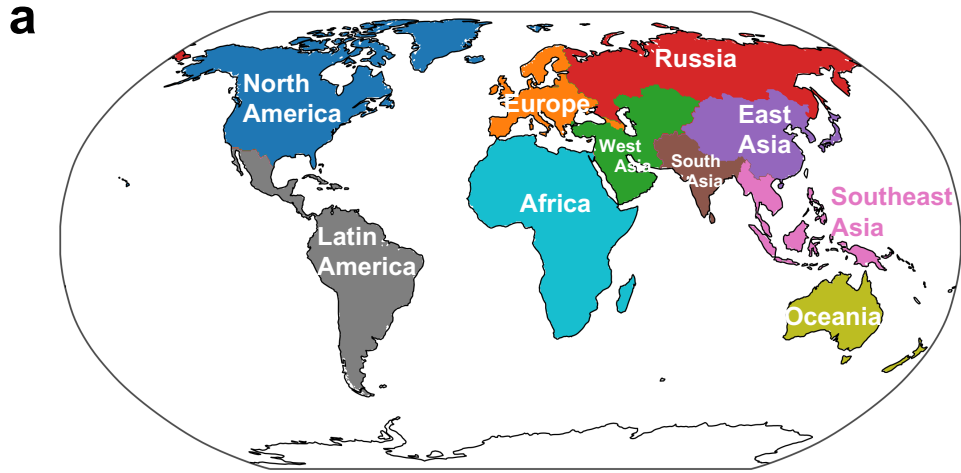 a
Russia
North
America
Europe
East
Asia
West
Asia
South
Asia
Southeast
Asia
Africa
Latin
America
Oceania